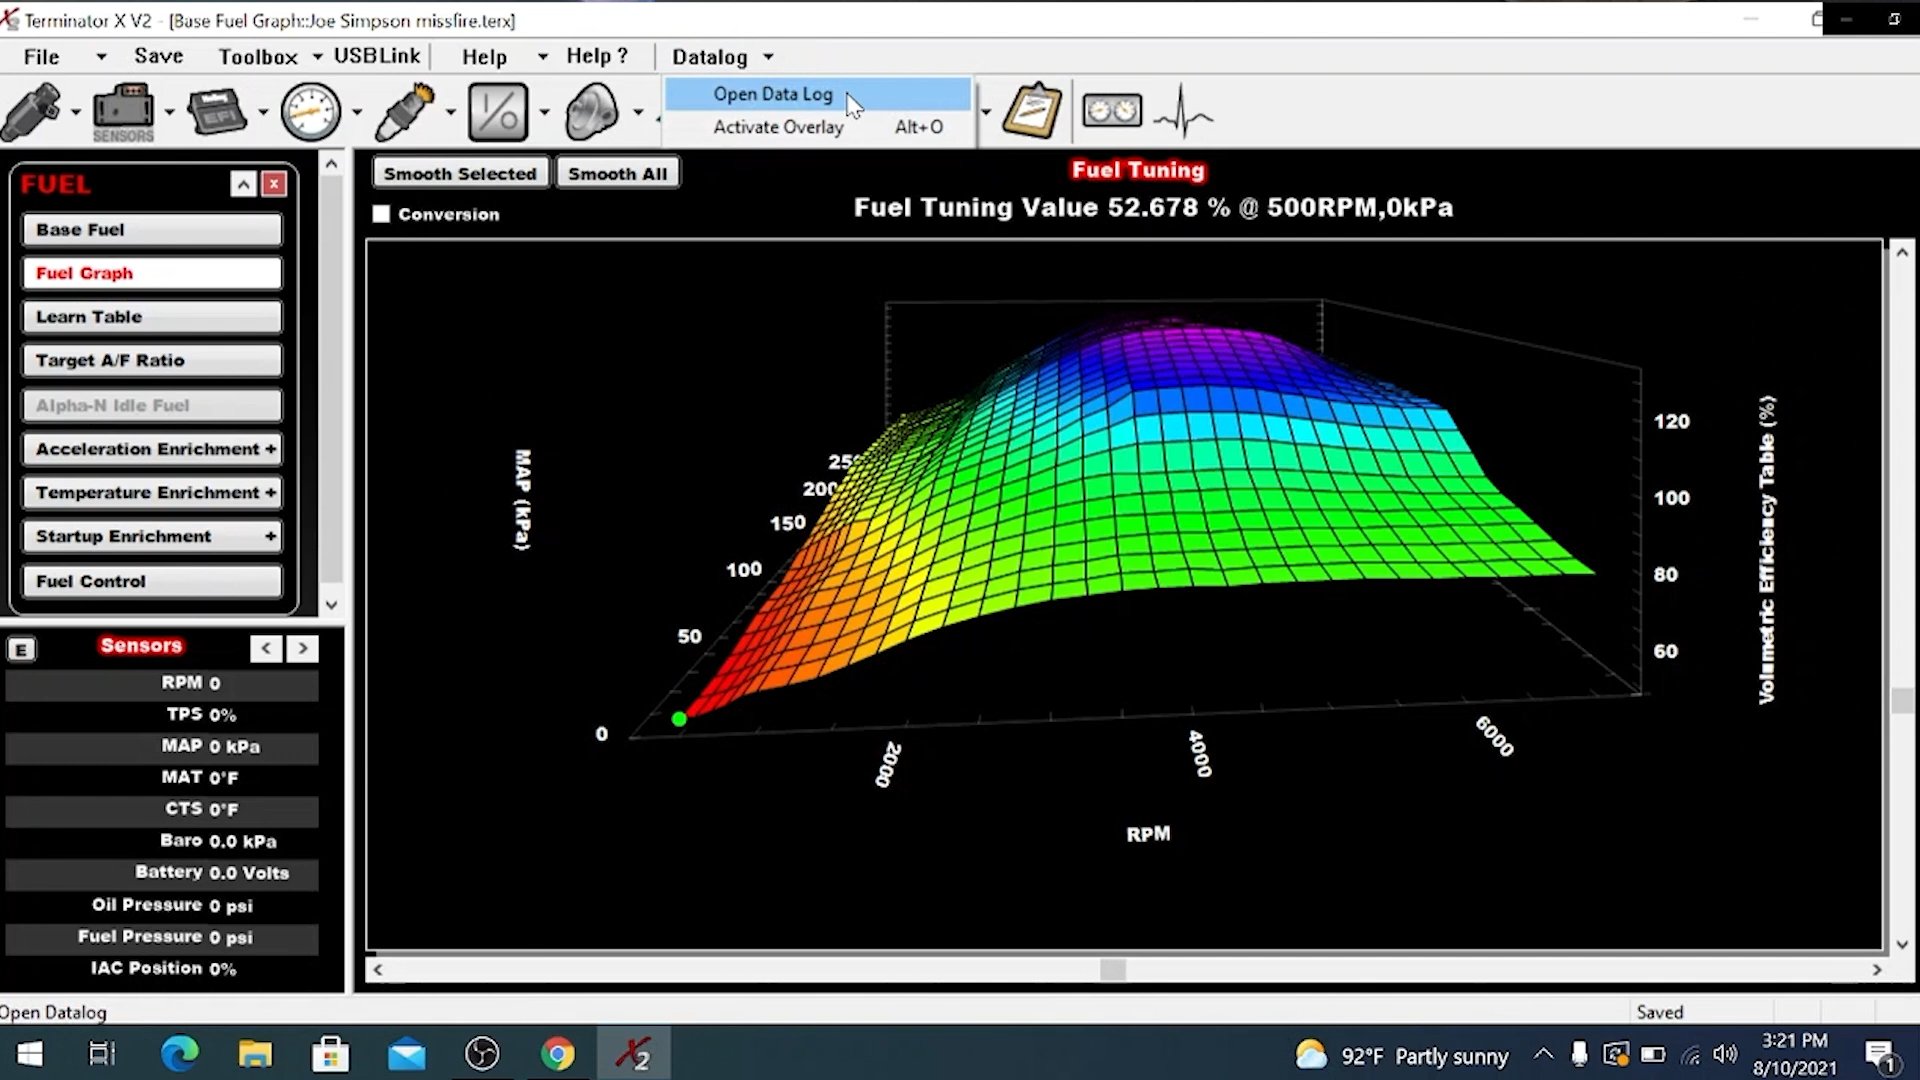 Terminator X V2 - [Base Fuel Graph::Joe Simpson missfire.terx]
File Save Toolbox USBLink Help Help ? Datalog
Open Data Log
Activate Overlay Alt+O
SENSORS
EFI
I/O
FUEL
Base Fuel
Fuel Graph
Learn Table
Target A/F Ratio
Alpha-N Idle Fuel
Acceleration Enrichment +
Temperature Enrichment +
Startup Enrichment +
Fuel Control
E Sensors < >
RPM 0
TPS 0%
MAP 0 kPa
MAT 0°F
CTS 0°F
Baro 0.0 kPa
Battery 0.0 Volts
Oil Pressure 0 psi
Fuel Pressure 0 psi
IAC Position 0%
Smooth Selected Smooth All
Conversion
Fuel Tuning
Fuel Tuning Value 52.678 % @ 500RPM,0kPa
MAP (kPa)
200
150
100
50
0
2000
4000
6000
RPM
120
100
80
60
Volumetric Efficiency Table (%)
Open Datalog
Saved
92°F Partly sunny
3:21 PM
8/10/2021
1